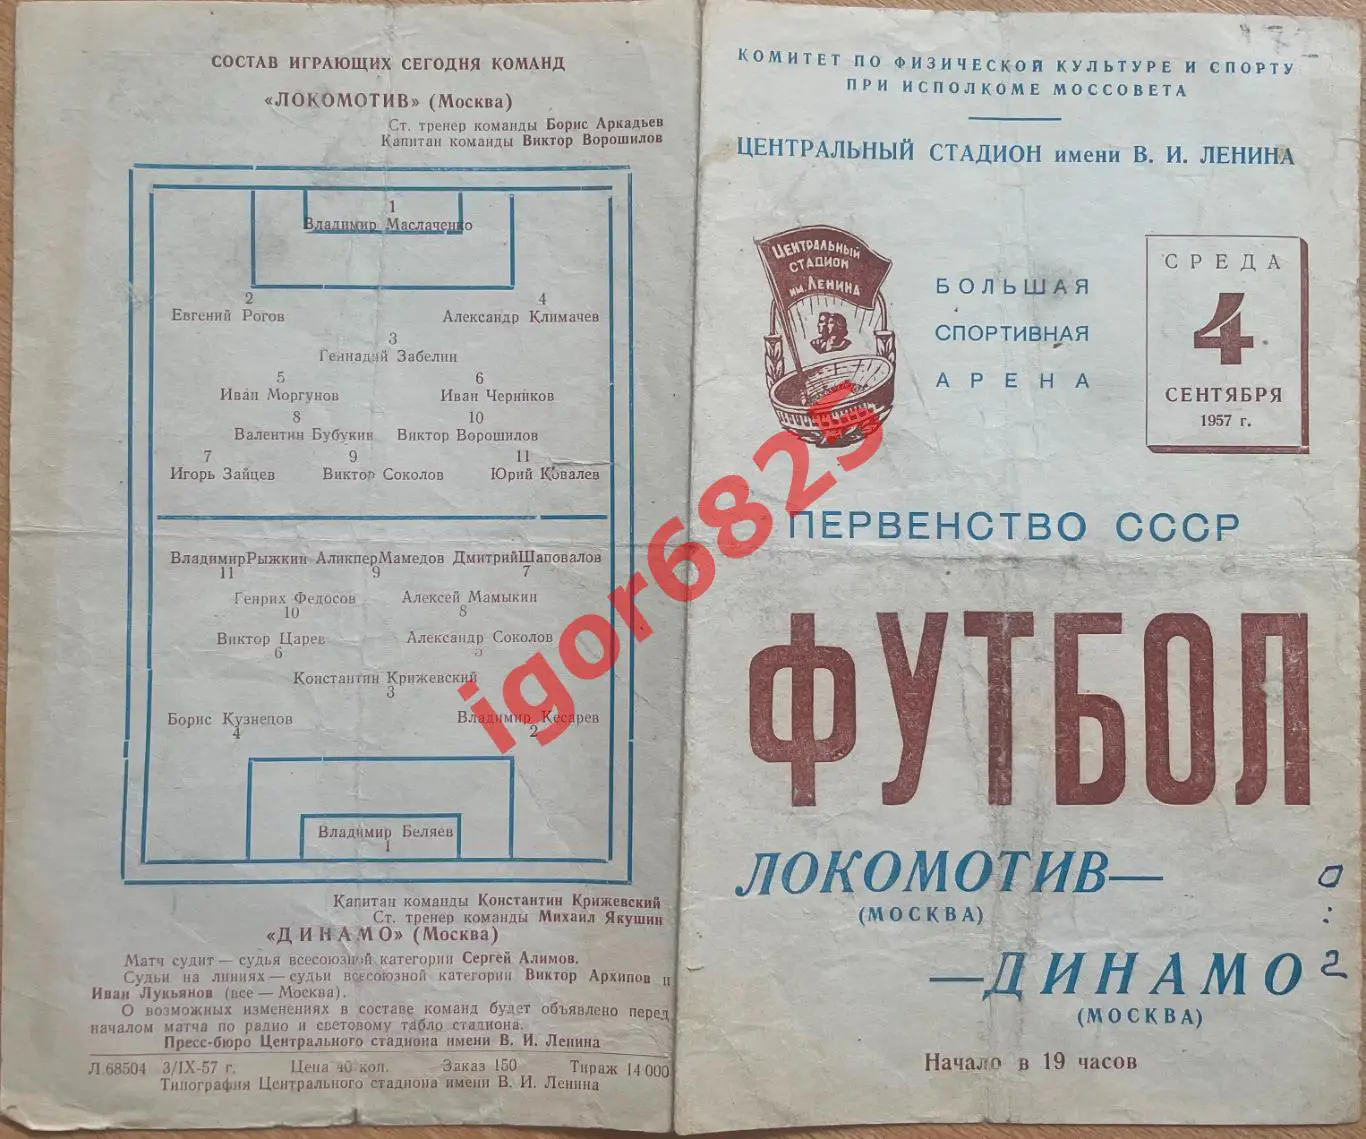 СОСТАВ ИГРАЮЩИХ СЕГОДНЯ КОМАНД
«ЛОКОМОТИВ» (Москва)
Ст. тренер команды Борис Аркадьев
Капитан команды Виктор Ворошилов
1
Владимир Маслаченко
2 4
Евгений Рогов Александр Климачев
3
Геннадий Забелин
5 6
Иван Моргунов Иван Черняков
8 10
Валентин Бубукин Виктор Ворошилов
7 9 11
Игорь Зайцев Виктор Соколов Юрий Ковалев
Владимир Рыжкин Аликпер Мамедов Дмитрий Шаповалов
11 9 7
Генрих Федосов Алексей Мамыкин
10 8
Виктор Царев Александр Соколов
6 5
Константин Крижевский
3
Борис Кузнецов Владимир Кесарев
4 2
Владимир Беляев
1
Капитан команды Константин Крижевский
Ст. тренер команды Михаил Якушин
«ДИНАМО» (Москва)
Матч судит — судья всесоюзной категории Сергей Алимов.
Судьи на линиях — судьи всесоюзной категории Виктор Архипов и
Иван Лукьянов (все — Москва).
О возможных изменениях в составе команд будет объявлено перед
началом матча по радио и световому табло стадиона.
Пресс-бюро Центрального стадиона имени В. И. Ленина
Л 68504 3/IX-57 г. Цена 40 коп. Заказ 150 Тираж 14 000
Типография Центрального стадиона имени В. И. Ленина
172
КОМИТЕТ ПО ФИЗИЧЕСКОЙ КУЛЬТУРЕ И СПОРТУ
ПРИ ИСПОЛКОМЕ МОССОВЕТА
ЦЕНТРАЛЬНЫЙ СТАДИОН имени В. И. ЛЕНИНА
ЦЕНТРАЛЬНЫЙ
СТАДИОН
им. ЛЕНИНА
БОЛЬШАЯ
СПОРТИВНАЯ
АРЕНА
СРЕДА
4
СЕНТЯБРЯ
1957 г.
ПЕРВЕНСТВО СССР
ФУТБОЛ
ЛОКОМОТИВ—
(МОСКВА)
—ДИНАМО
(МОСКВА)
0
:
2
Начало в 19 часов
igor6825